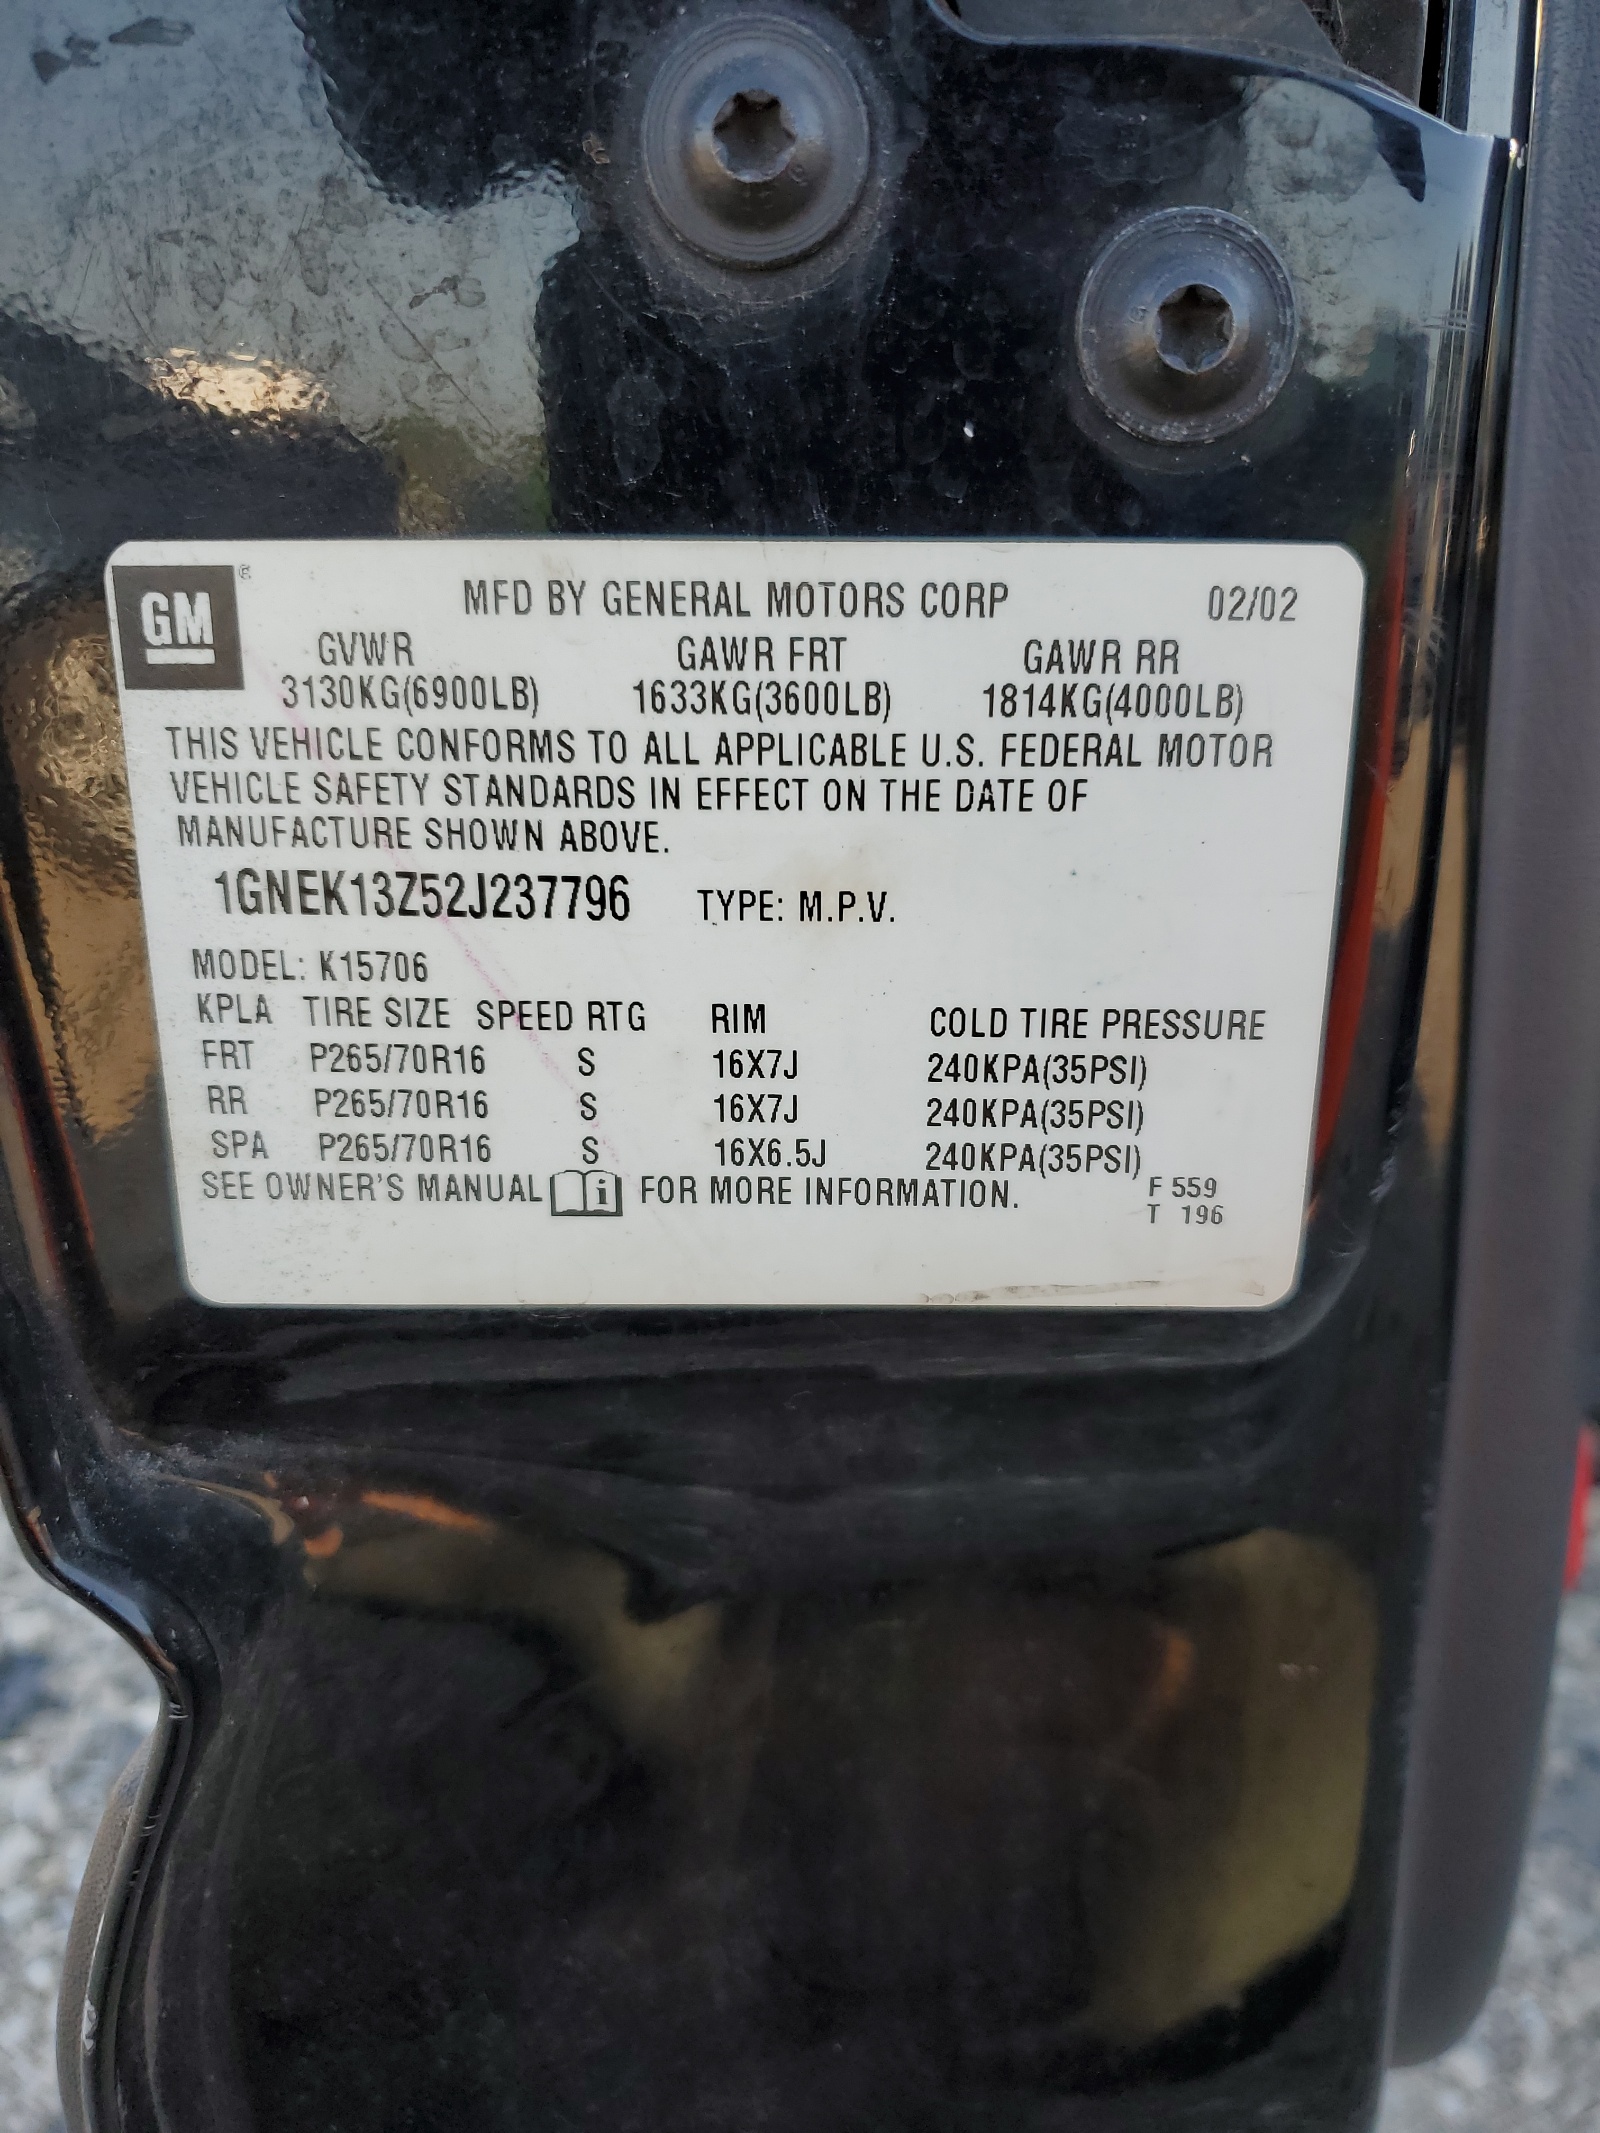 GM ®
MFD BY GENERAL MOTORS CORP 02/02
GVWR GAWR FRT GAWR RR
3130KG(6900LB) 1633KG(3600LB) 1814KG(4000LB)
THIS VEHICLE CONFORMS TO ALL APPLICABLE U.S. FEDERAL MOTOR
VEHICLE SAFETY STANDARDS IN EFFECT ON THE DATE OF
MANUFACTURE SHOWN ABOVE.
1GNEK13Z52J237796 TYPE: M.P.V.
MODEL: K15706
KPLA TIRE SIZE SPEED RTG RIM COLD TIRE PRESSURE
FRT P265/70R16 S 16X7J 240KPA(35PSI)
RR P265/70R16 S 16X7J 240KPA(35PSI)
SPA P265/70R16 S 16X6.5J 240KPA(35PSI)
SEE OWNER'S MANUAL i FOR MORE INFORMATION. F 559
T 196